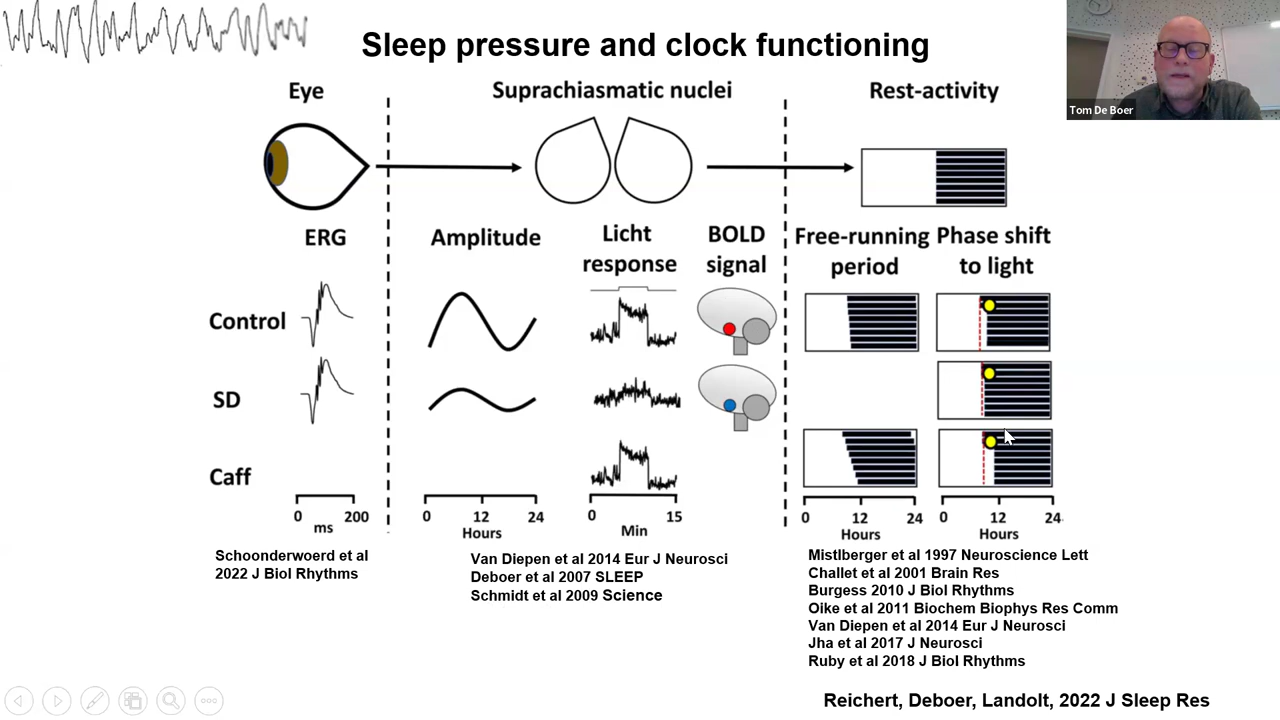 Sleep pressure and clock functioning
Tom De Boer
Eye
Suprachiasmatic nuclei
Rest-activity
ERG
Amplitude
Licht
response
BOLD
signal
Free-running
period
Phase shift
to light
Control
SD
Caff
0 200
ms
0 12 24
Hours
0 15
Min
0 12 24
Hours
0 12 24
Hours
Schoonderwoerd et al
2022 J Biol Rhythms
Van Diepen et al 2014 Eur J Neurosci
Deboer et al 2007 SLEEP
Schmidt et al 2009 Science
Mistlberger et al 1997 Neuroscience Lett
Challet et al 2001 Brain Res
Burgess 2010 J Biol Rhythms
Oike et al 2011 Biochem Biophys Res Comm
Van Diepen et al 2014 Eur J Neurosci
Jha et al 2017 J Neurosci
Ruby et al 2018 J Biol Rhythms
Reichert, Deboer, Landolt, 2022 J Sleep Res